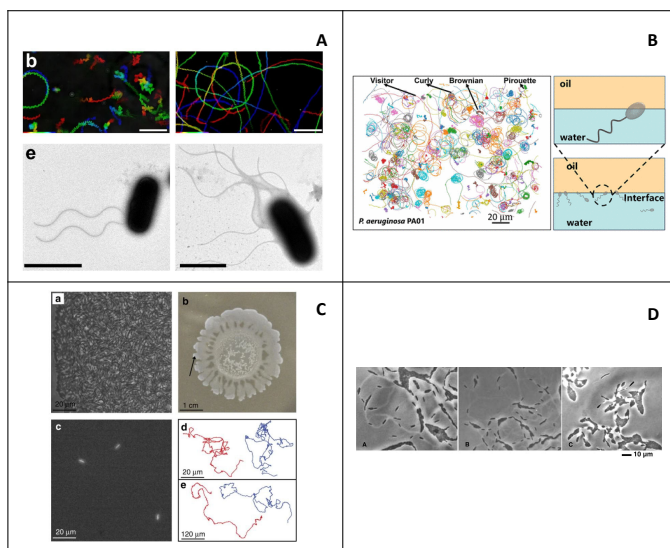 A
b
e
B
Visitor Curly Brownian Pirouette
P. aeruginosa PA01
20 µm
oil
water
oil
Interface
water
C
a
20 µm
b
1 cm
c
20 µm
d
20 µm
e
120 µm
D
A
B
C
10 µm